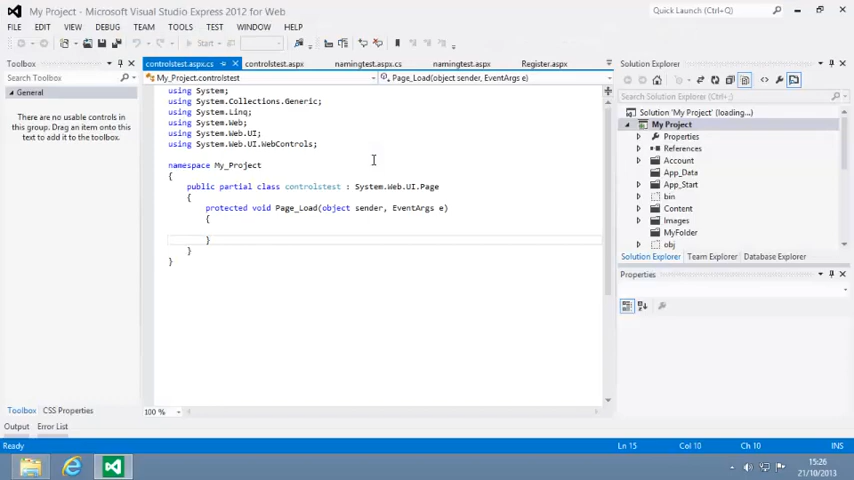 My Project - Microsoft Visual Studio Express 2012 for Web
Quick Launch (Ctrl+Q)
FILE EDIT VIEW DEBUG TEAM TOOLS TEST WINDOW HELP
Start
Toolbox
Search Toolbox
General
There are no usable controls in
this group. Drag an item onto this
text to add it to the toolbox.
controlstest.aspx.cs controlstest.aspx namingtest.aspx.cs namingtest.aspx Register.aspx
My_Project.controlstest Page_Load(object sender, EventArgs e)
using System;
using System.Collections.Generic;
using System.Linq;
using System.Web;
using System.Web.UI;
using System.Web.UI.WebControls;
namespace My_Project
{
public partial class controlstest : System.Web.UI.Page
{
protected void Page_Load(object sender, EventArgs e)
{
}
}
}
100 %
Solution Explorer
Search Solution Explorer (Ctrl+;)
Solution 'My Project' (loading...)
My Project
Properties
References
Account
App_Data
App_Start
bin
Content
Images
MyFolder
obj
Solution Explorer Team Explorer Database Explorer
Properties
Toolbox CSS Properties
Output Error List
Ready Ln 15 Col 10 Ch 10 INS
15:26
21/10/2013